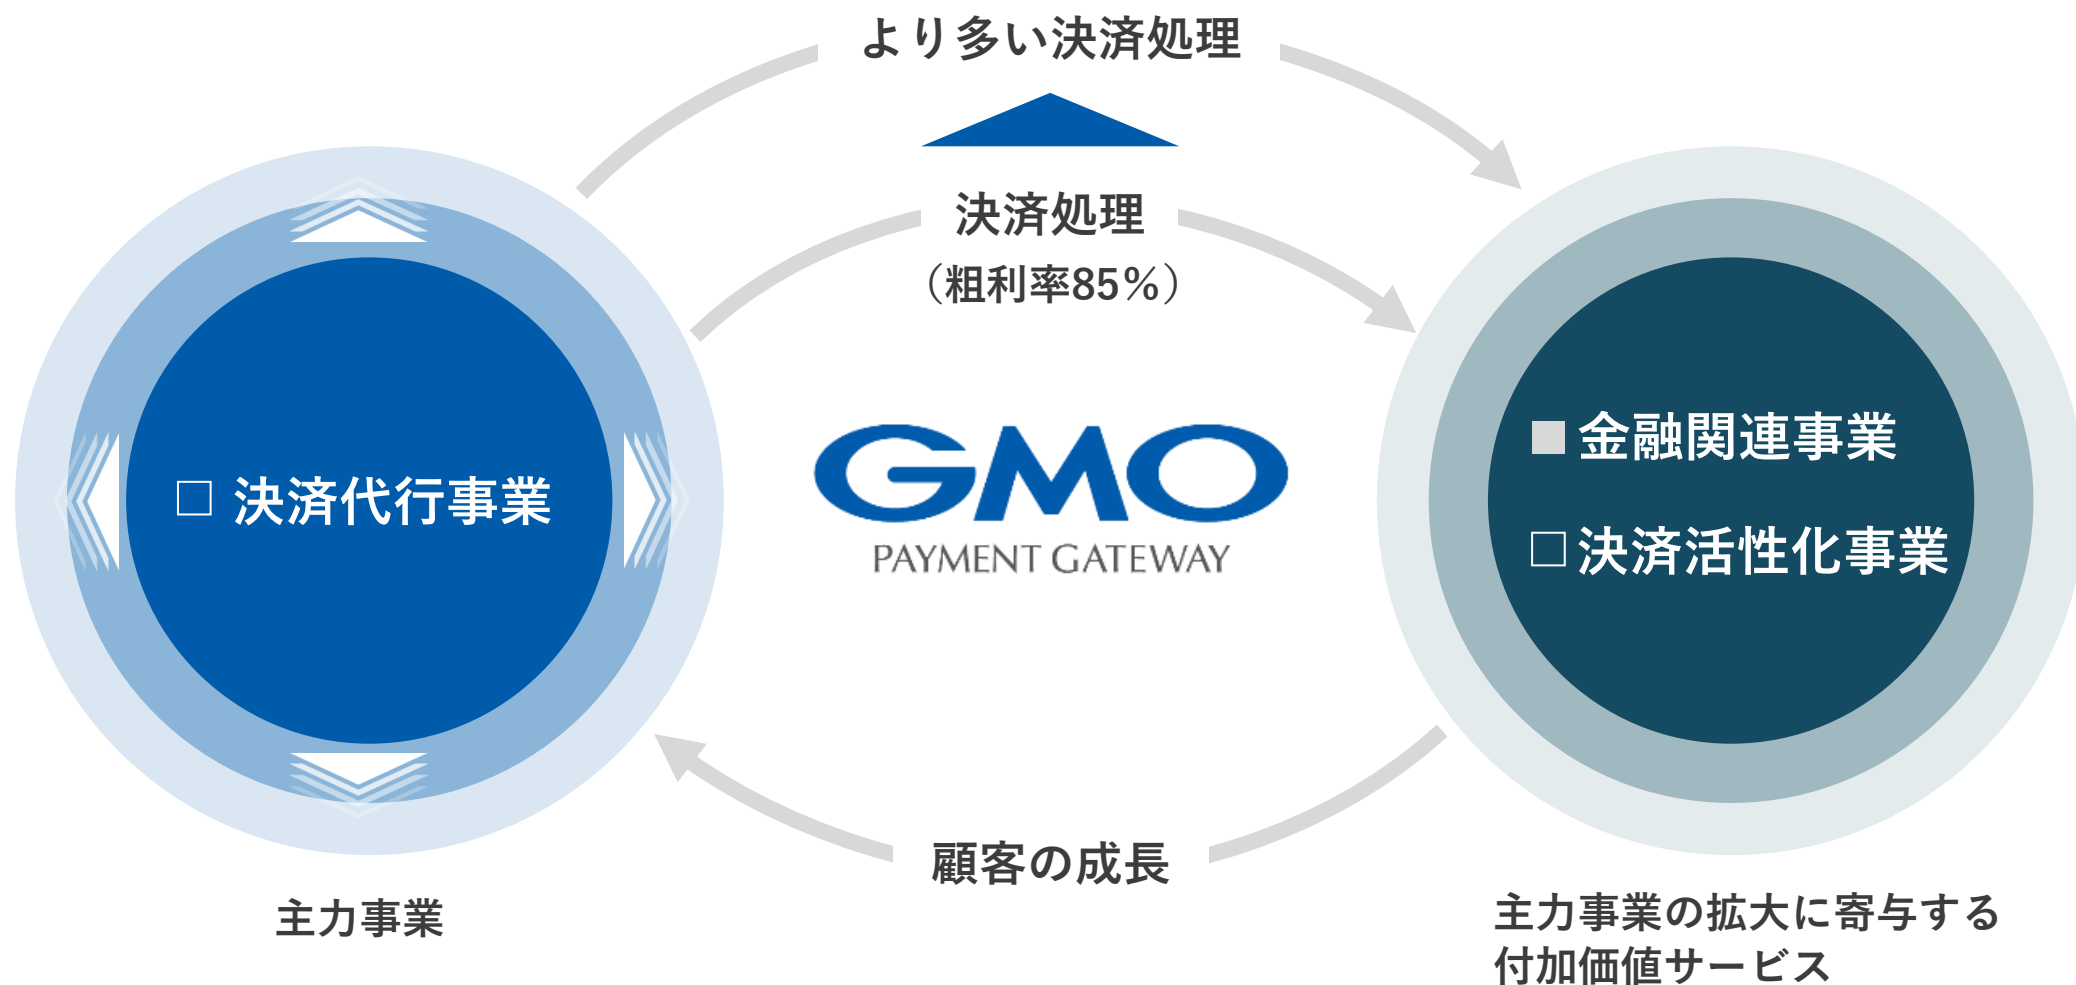 より多い決済処理
決済処理
（粗利率85％）
□ 決済代行事業
GMO
PAYMENT GATEWAY
■ 金融関連事業
□ 決済活性化事業
顧客の成長
主力事業
主力事業の拡大に寄与する
付加価値サービス